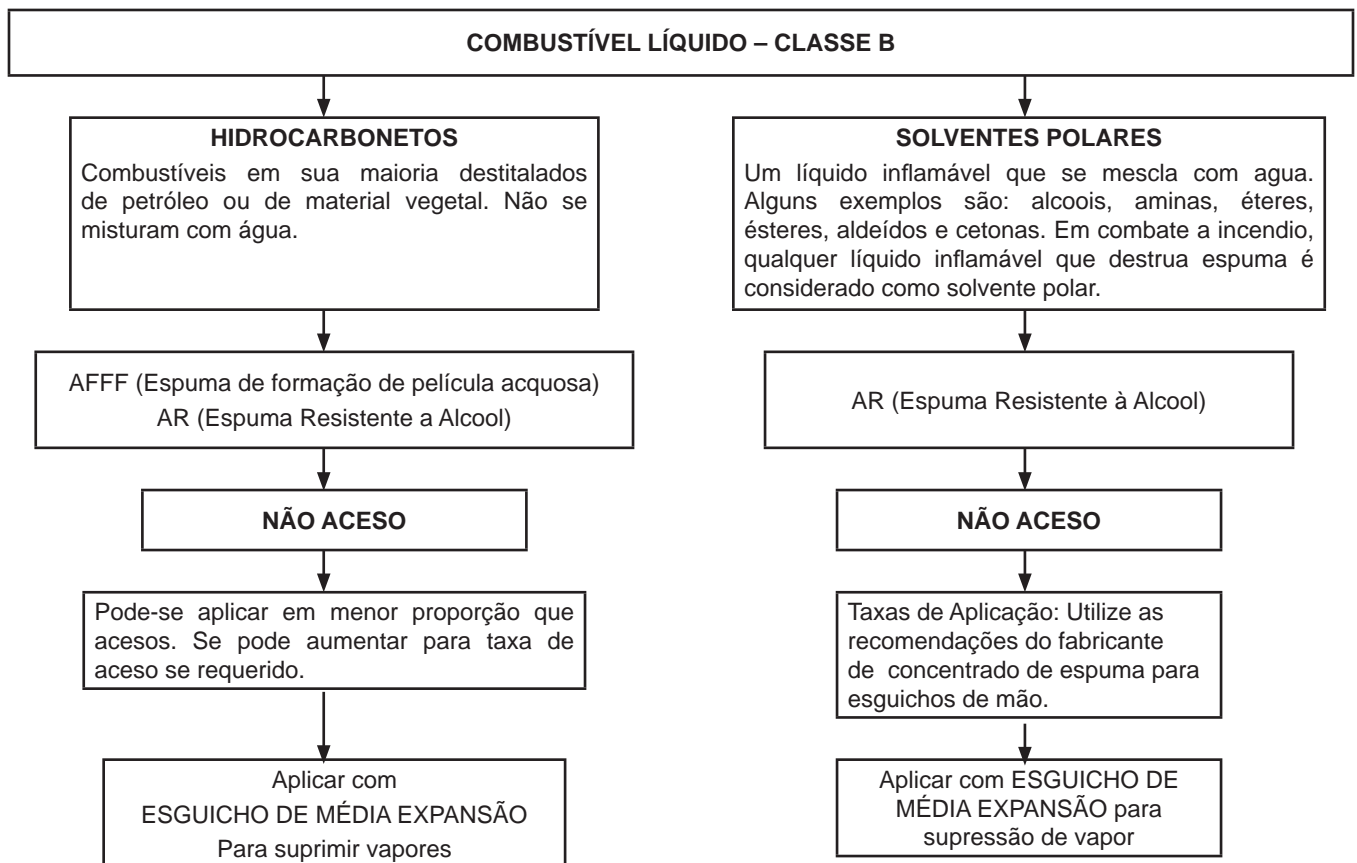 COMBUSTÍVEL LÍQUIDO – CLASSE B
HIDROCARBONETOS
Combustíveis em sua maioria destitalados
de petróleo ou de material vegetal. Não se
misturam com água.
SOLVENTES POLARES
Um líquido inflamável que se mescla com agua.
Alguns exemplos são: alcoois, aminas, éteres,
ésteres, aldeídos e cetonas. Em combate a incendio,
qualquer líquido inflamável que destrua espuma é
considerado como solvente polar.
AFFF (Espuma de formação de película acquosa)
AR (Espuma Resistente a Alcool)
AR (Espuma Resistente à Alcool)
NÃO ACESO
NÃO ACESO
Pode-se aplicar em menor proporção que
acesos. Se pode aumentar para taxa de
aceso se requerido.
Taxas de Aplicação: Utilize as
recomendações do fabricante
de concentrado de espuma para
esguichos de mão.
Aplicar com
ESGUICHO DE MÉDIA EXPANSÃO
Para suprimir vapores
Aplicar com ESGUICHO DE
MÉDIA EXPANSÃO para
supressão de vapor